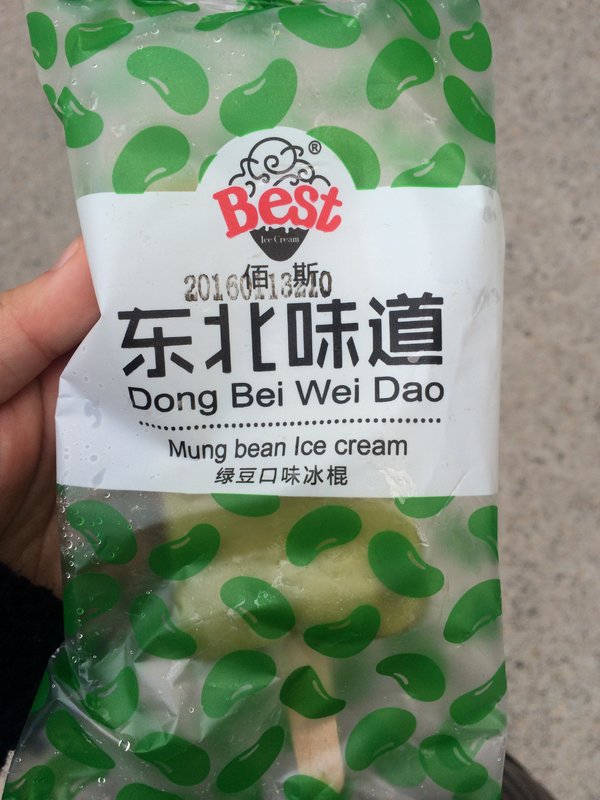 ®
Best
Ice Cream
佰 斯
东北味道
Dong Bei Wei Dao
Mung bean Ice cream
绿豆口味冰棍